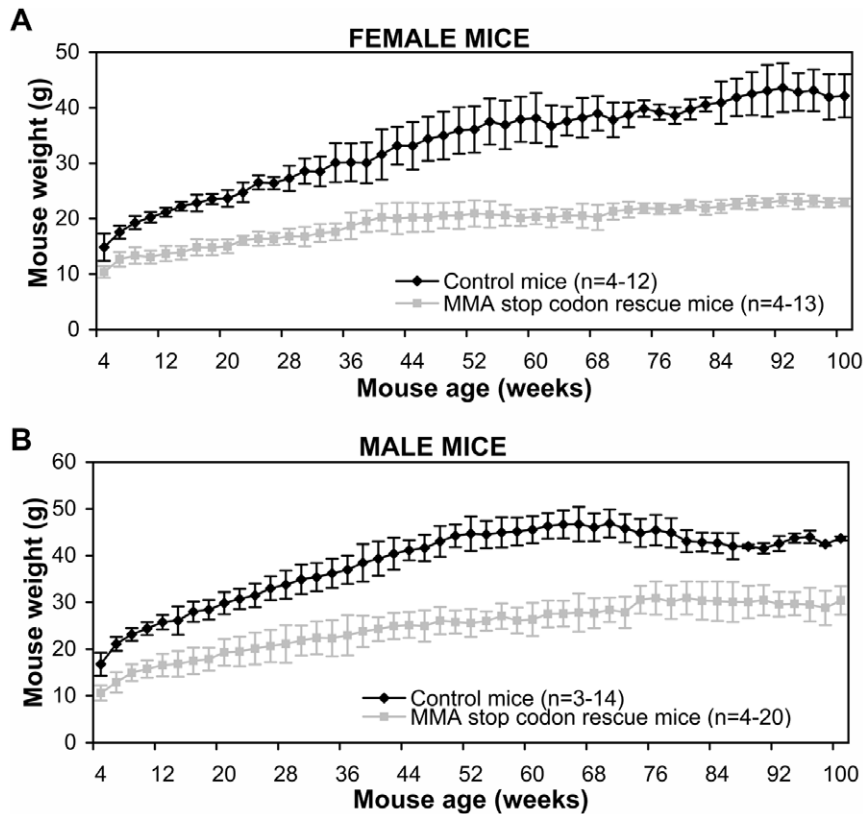 A
FEMALE MICE
Mouse weight (g)
50
40
30
20
10
0
Control mice (n=4-12)
MMA stop codon rescue mice (n=4-13)
4 12 20 28 36 44 52 60 68 76 84 92 100
Mouse age (weeks)
B
MALE MICE
Mouse weight (g)
60
50
40
30
20
10
0
Control mice (n=3-14)
MMA stop codon rescue mice (n=4-20)
4 12 20 28 36 44 52 60 68 76 84 92 100
Mouse age (weeks)